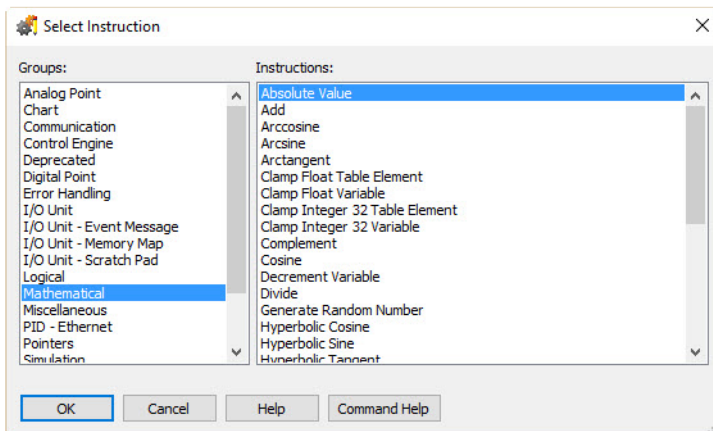 Select Instruction
Groups:
Analog Point
Chart
Communication
Control Engine
Deprecated
Digital Point
Error Handling
I/O Unit
I/O Unit - Event Message
I/O Unit - Memory Map
I/O Unit - Scratch Pad
Logical
Mathematical
Miscellaneous
PID - Ethernet
Pointers
Simulation
Instructions:
Absolute Value
Add
Arccosine
Arcsine
Arctangent
Clamp Float Table Element
Clamp Float Variable
Clamp Integer 32 Table Element
Clamp Integer 32 Variable
Complement
Cosine
Decrement Variable
Divide
Generate Random Number
Hyperbolic Cosine
Hyperbolic Sine
Hyperbolic Tangent
OK Cancel Help Command Help